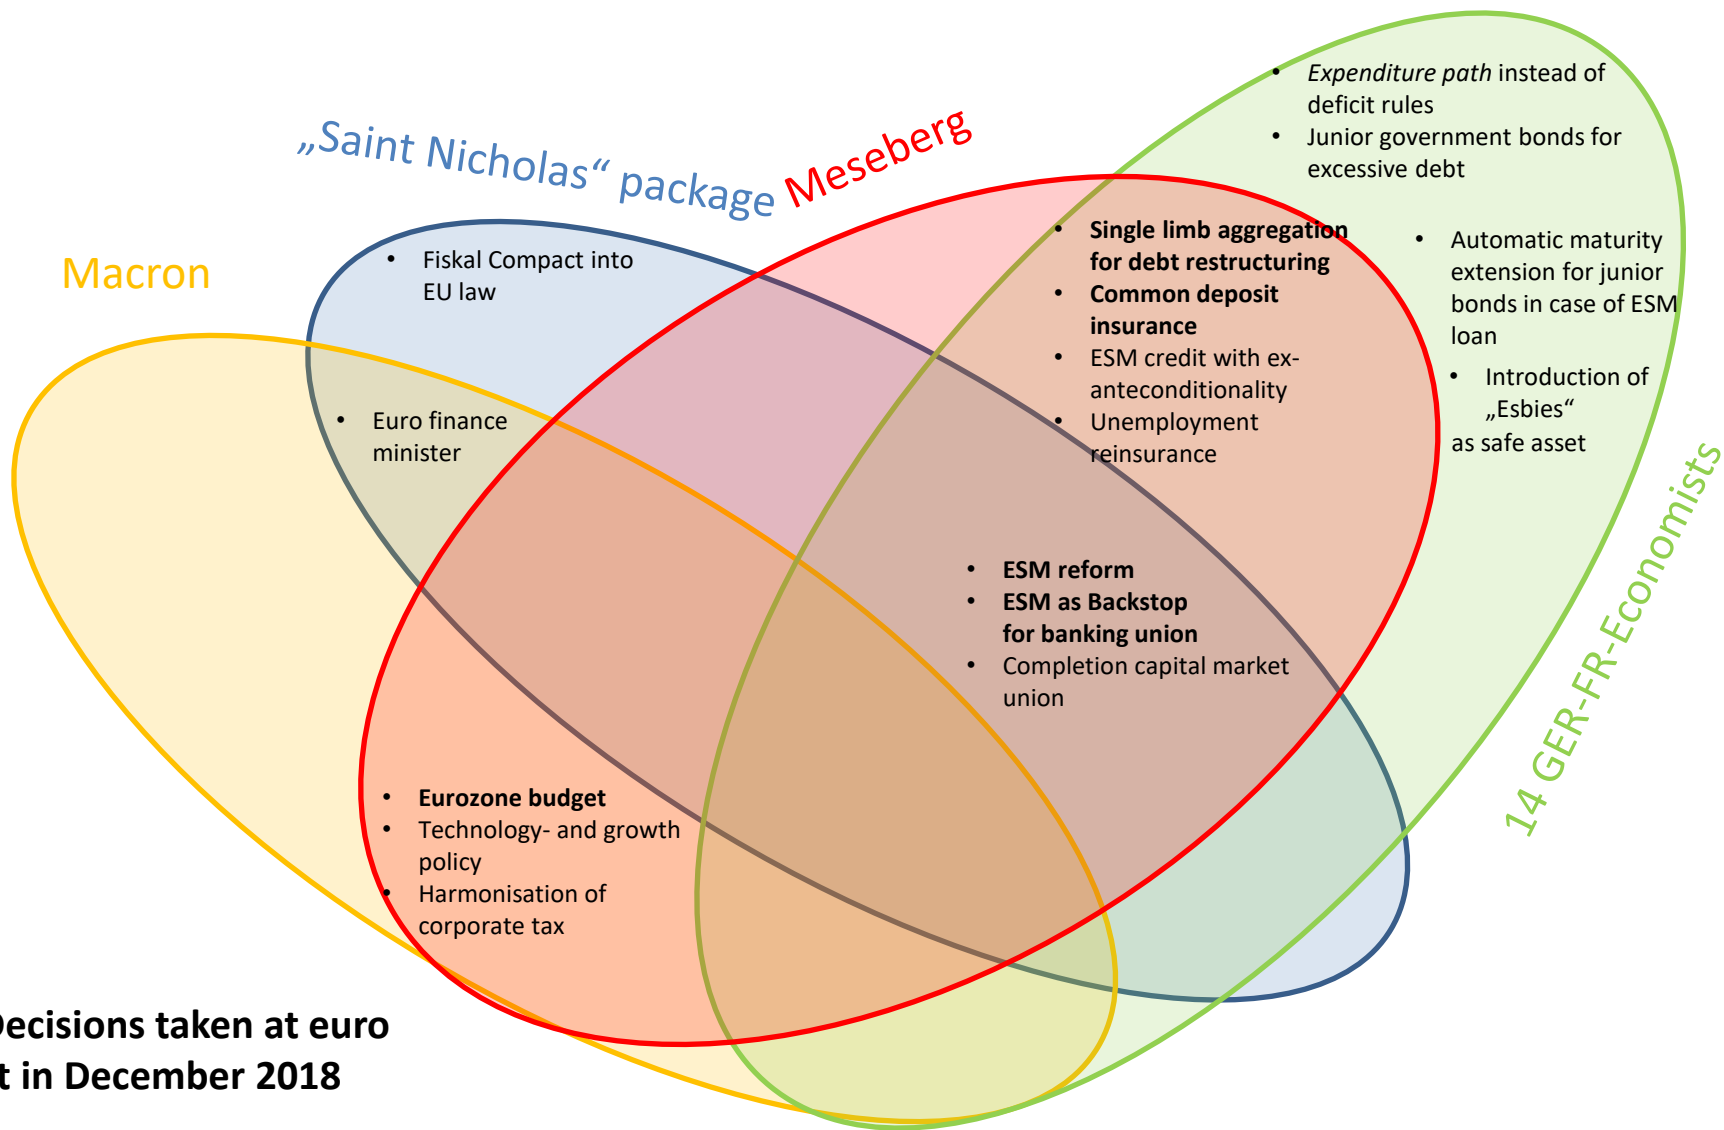 „Saint Nicholas“ package
Meseberg
Macron
14 GER-FR-Economists
• Expenditure path instead of
deficit rules
• Junior government bonds for
excessive debt
• Automatic maturity
extension for junior
bonds in case of ESM
loan
• Introduction of
„Esbies“
as safe asset
• Fiskal Compact into
EU law
• Single limb aggregation
for debt restructuring
• Common deposit
insurance
• ESM credit with ex-
anteconditionality
• Unemployment
reinsurance
• Euro finance
minister
• ESM reform
• ESM as Backstop
for banking union
• Completion capital market
union
• Eurozone budget
• Technology- and growth
policy
• Harmonisation of
corporate tax
Decisions taken at euro
t in December 2018